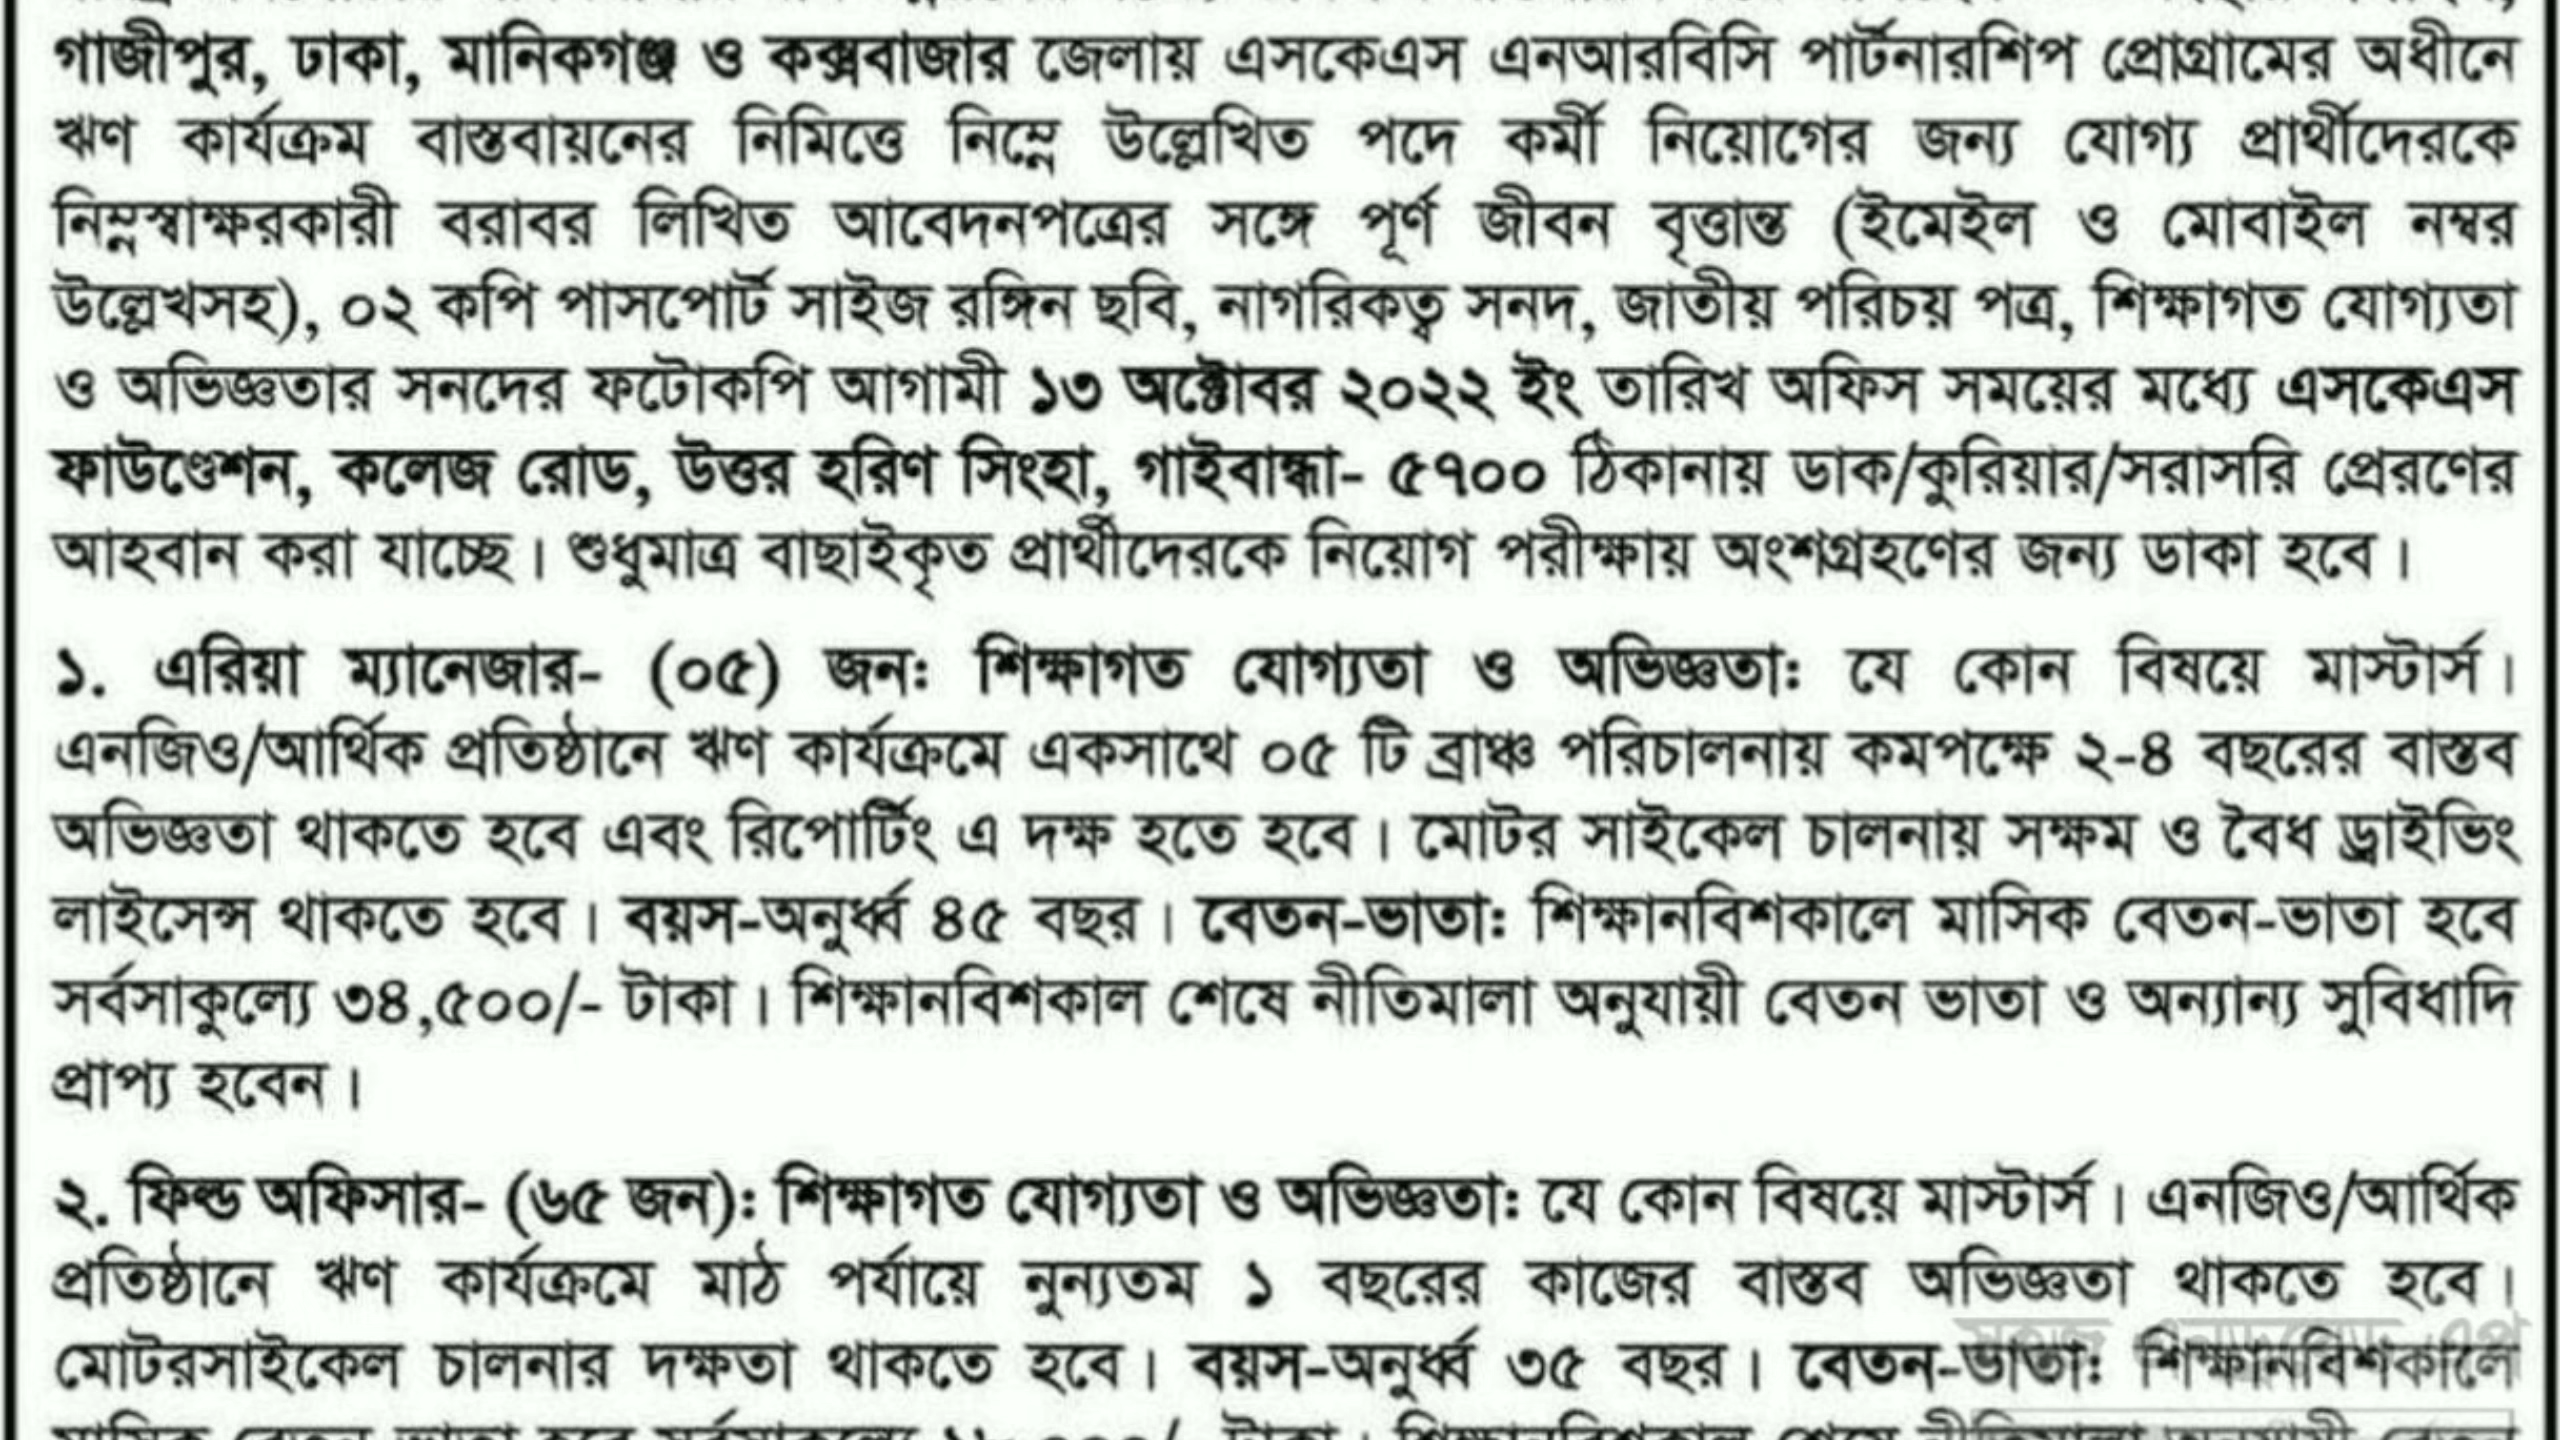 গাজীপুর, ঢাকা, মানিকগঞ্জ ও কক্সবাজার জেলায় এসকেএস এনআরবিসি পার্টনারশিপ প্রোগ্রামের অধীনে
ঋণ কার্যক্রম বাস্তবায়নের নিমিত্তে নিম্নে উল্লেখিত পদে কর্মী নিয়োগের জন্য যোগ্য প্রার্থীদেরকে
নিম্নস্বাক্ষরকারী বরাবর লিখিত আবেদনপত্রের সঙ্গে পূর্ণ জীবন বৃত্তান্ত (ইমেইল ও মোবাইল নম্বর
উল্লেখসহ), ০২ কপি পাসপোর্ট সাইজ রঙ্গিন ছবি, নাগরিকত্ব সনদ, জাতীয় পরিচয় পত্র, শিক্ষাগত যোগ্যতা
ও অভিজ্ঞতার সনদের ফটোকপি আগামী ১৩ অক্টোবর ২০২২ ইং তারিখ অফিস সময়ের মধ্যে এসকেএস
ফাউণ্ডেশন, কলেজ রোড, উত্তর হরিণ সিংহা, গাইবান্ধা- ৫৭০০ ঠিকানায় ডাক/কুরিয়ার/সরাসরি প্রেরণের
আহবান করা যাচ্ছে। শুধুমাত্র বাছাইকৃত প্রার্থীদেরকে নিয়োগ পরীক্ষায় অংশগ্রহণের জন্য ডাকা হবে।
১. এরিয়া ম্যানেজার- (০৫) জন: শিক্ষাগত যোগ্যতা ও অভিজ্ঞতা: যে কোন বিষয়ে মাস্টার্স।
এনজিও/আর্থিক প্রতিষ্ঠানে ঋণ কার্যক্রমে একসাথে ০৫ টি ব্রাঞ্চ পরিচালনায় কমপক্ষে ২-৪ বছরের বাস্তব
অভিজ্ঞতা থাকতে হবে এবং রিপোর্টিং এ দক্ষ হতে হবে। মোটর সাইকেল চালনায় সক্ষম ও বৈধ ড্রাইভিং
লাইসেন্স থাকতে হবে। বয়স-অনুর্ধ্ব ৪৫ বছর। বেতন-ভাতা: শিক্ষানবিশকালে মাসিক বেতন-ভাতা হবে
সর্বসাকুল্যে ৩৪,৫০০/- টাকা। শিক্ষানবিশকাল শেষে নীতিমালা অনুযায়ী বেতন ভাতা ও অন্যান্য সুবিধাদি
প্রাপ্য হবেন।
২. ফিল্ড অফিসার- (৬৫ জন): শিক্ষাগত যোগ্যতা ও অভিজ্ঞতা: যে কোন বিষয়ে মাস্টার্স। এনজিও/আর্থিক
প্রতিষ্ঠানে ঋণ কার্যক্রমে মাঠ পর্যায়ে নুন্যতম ১ বছরের কাজের বাস্তব অভিজ্ঞতা থাকতে হবে।
মোটরসাইকেল চালনার দক্ষতা থাকতে হবে। বয়স-অনুর্ধ্ব ৩৫ বছর। বেতন-ভাতা: শিক্ষানবিশকালে